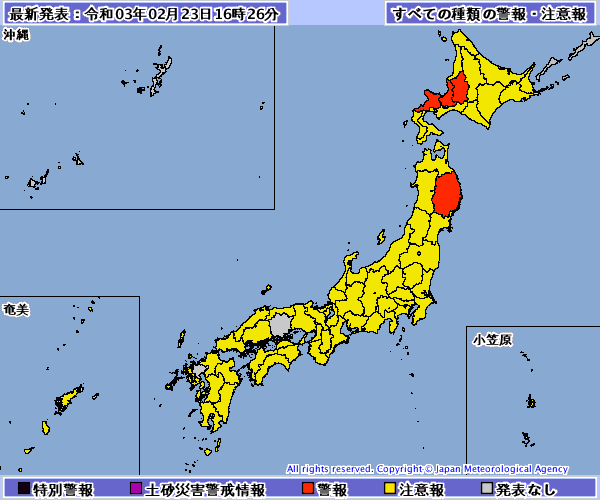 最新発表：令和03年02月23日16時26分
すべての種類の警報・注意報
沖縄
奄美
小笠原
All rights reserved. Copyright © Japan Meteorological Agency
特別警報 土砂災害警戒情報 警報 注意報 発表なし